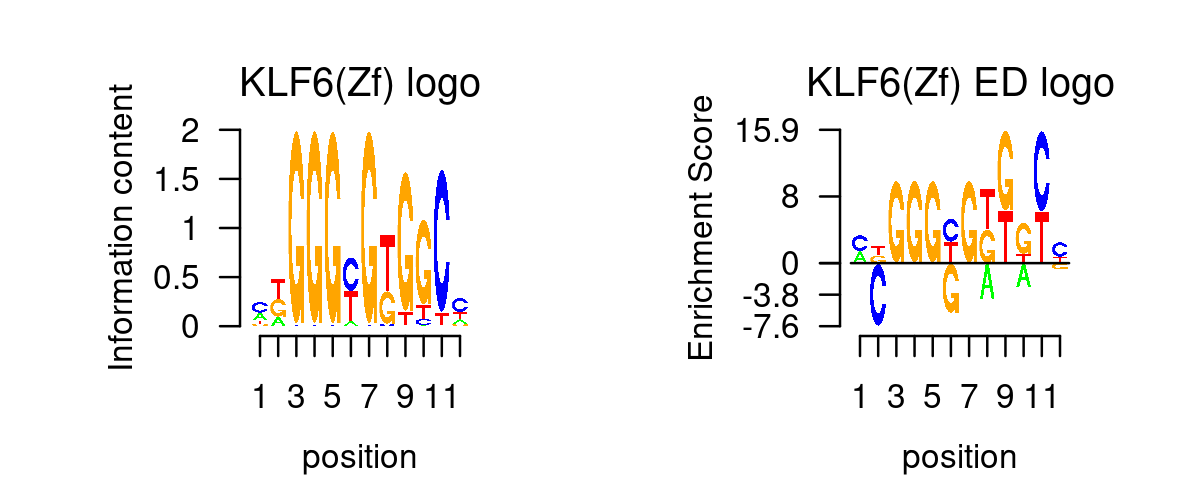 KLF6(Zf) logo
Information content
2
1.5
1
0.5
0
1 3 5 7 9 11
position
KLF6(Zf) ED logo
Enrichment Score
15.9
8
0
-3.8
-7.6
1 3 5 7 9 11
position